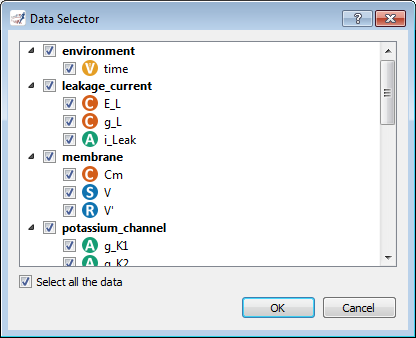 Data Selector
environment
V time
leakage_current
C E_L
C g_L
A i_Leak
membrane
C Cm
S V
R V'
potassium_channel
A g_K1
A g_K2
Select all the data
OK Cancel